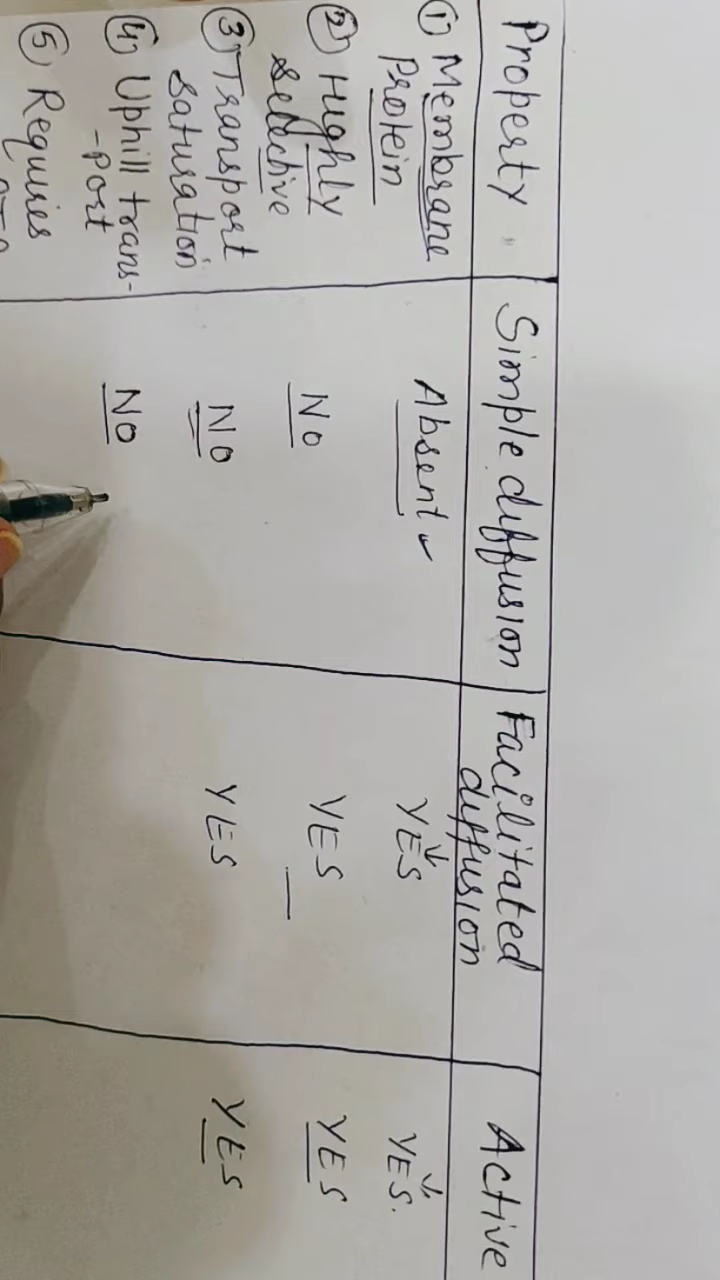 Property Simple diffusion Facilitated Active
diffusion
① Membrane Absent YES YES.
Protein
② Highly No YES YES
selective
③ Transport No YES YES
saturation
④ Uphill trans- No
-port
⑤ Requires